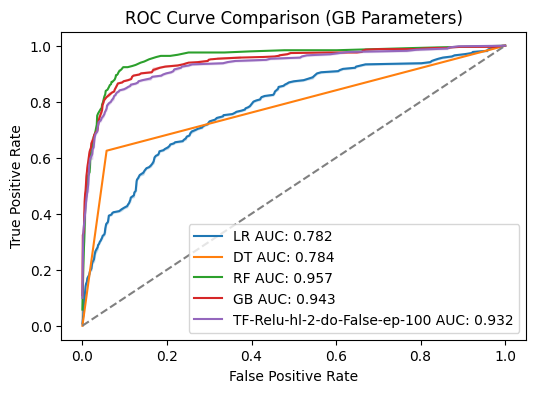 ROC Curve Comparison (GB Parameters)
True Positive Rate
1.0
0.8
0.6
0.4
0.2
0.0
LR AUC: 0.782
DT AUC: 0.784
RF AUC: 0.957
GB AUC: 0.943
TF-Relu-hl-2-do-False-ep-100 AUC: 0.932
0.0 0.2 0.4 0.6 0.8 1.0
False Positive Rate